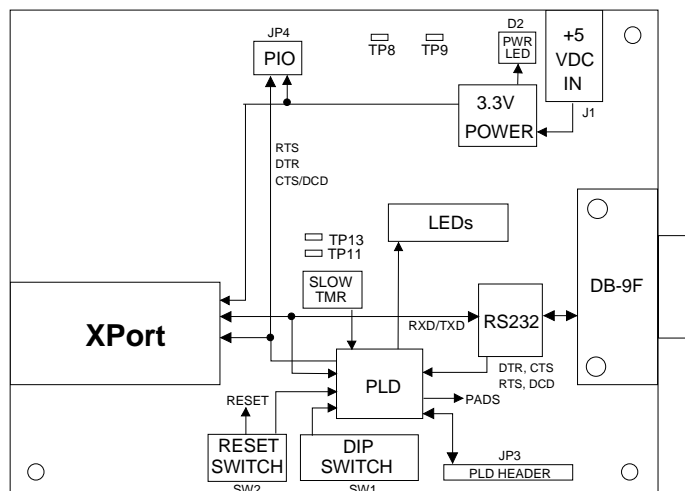 JP4
PIO
TP8
TP9
D2
PWR
LED
+5
VDC
IN
J1
3.3V
POWER
RTS
DTR
CTS/DCD
LEDs
TP13
TP11
SLOW
TMR
DB-9F
XPort
RXD/TXD
RS232
PLD
DTR, CTS
RTS, DCD
RESET
PADS
RESET
SWITCH
SW2
DIP
SWITCH
SW1
JP3
PLD HEADER